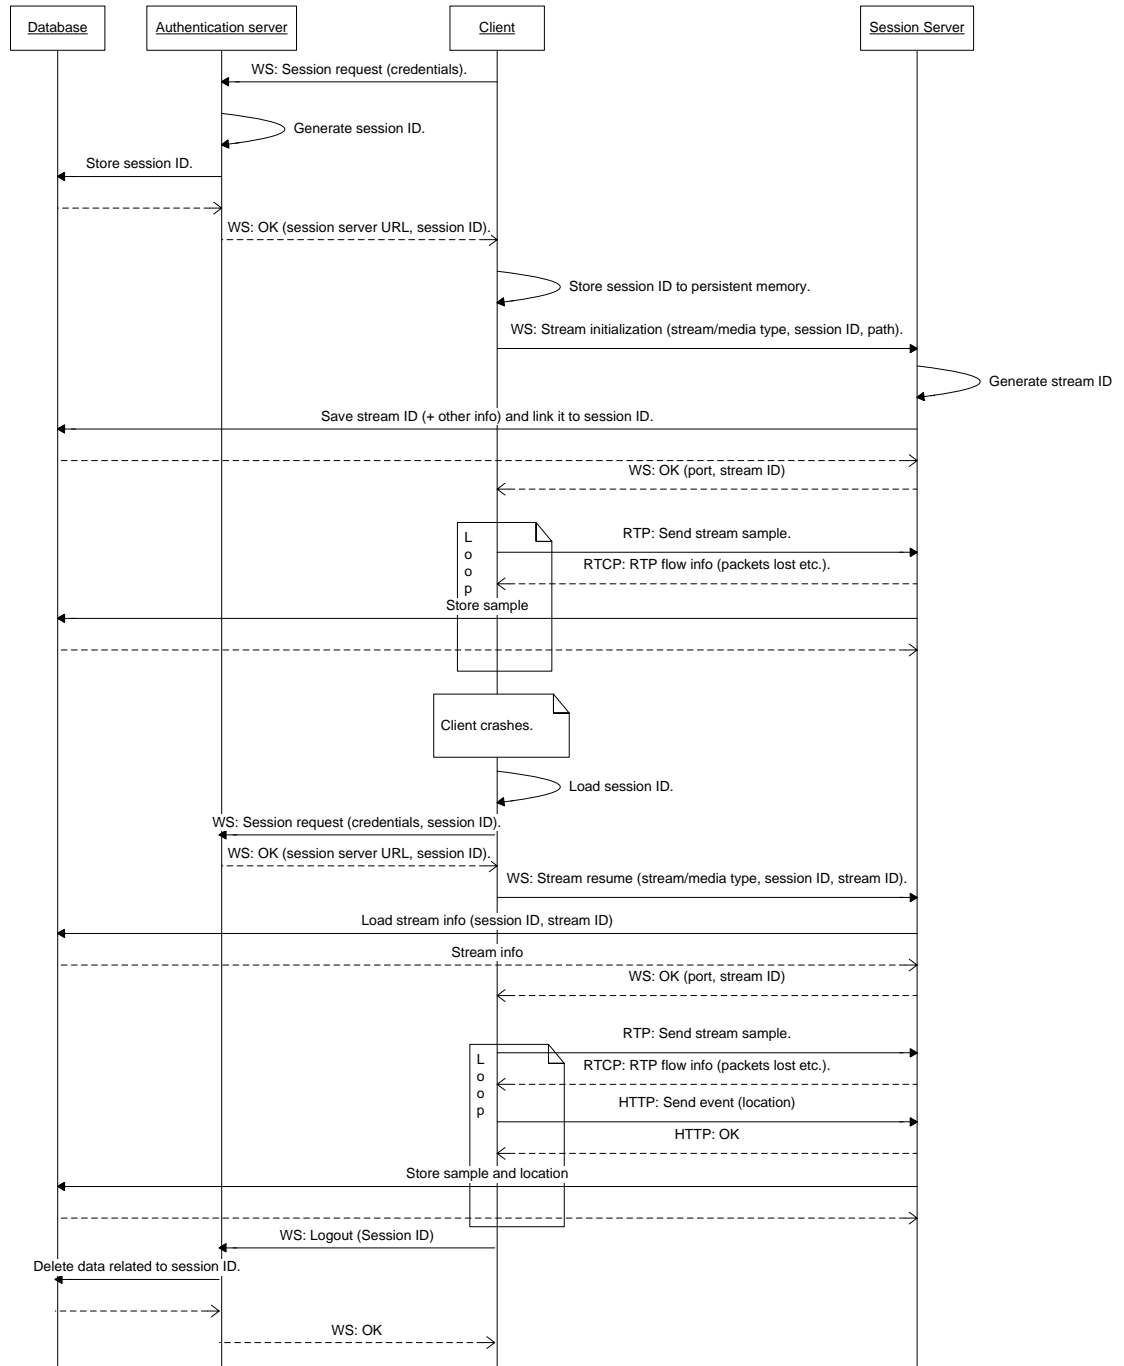 Database
Authentication server
Client
Session Server
WS: Session request (credentials).
Generate session ID.
Store session ID.
WS: OK (session server URL, session ID).
Store session ID to persistent memory.
WS: Stream initialization (stream/media type, session ID, path).
Generate stream ID
Save stream ID (+ other info) and link it to session ID.
WS: OK (port, stream ID)
Loop
RTP: Send stream sample.
RTCP: RTP flow info (packets lost etc.).
Store sample
Client crashes.
Load session ID.
WS: Session request (credentials, session ID).
WS: OK (session server URL, session ID).
WS: Stream resume (stream/media type, session ID, stream ID).
Load stream info (session ID, stream ID)
Stream info
WS: OK (port, stream ID)
RTP: Send stream sample.
Loop
RTCP: RTP flow info (packets lost etc.).
HTTP: Send event (location)
HTTP: OK
Store sample and location
WS: Logout (Session ID)
Delete data related to session ID.
WS: OK